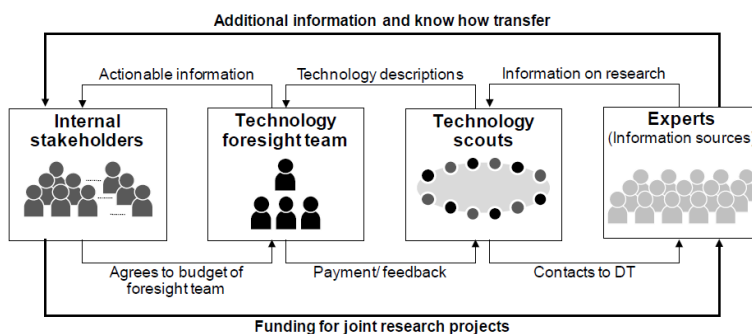 Additional information and know how transfer
Actionable information
Technology descriptions
Information on research
Internal
stakeholders
Technology
foresight team
Technology
scouts
Experts
(Information sources)
Agrees to budget of
foresight team
Payment/ feedback
Contacts to DT
Funding for joint research projects